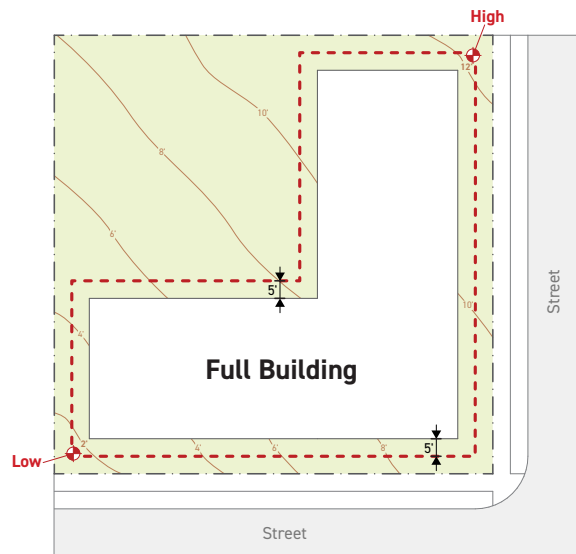 High
12'
10'
8'
6'
5'
4'
10'
Street
Full Building
2'
4'
6'
8'
5'
Low
Street